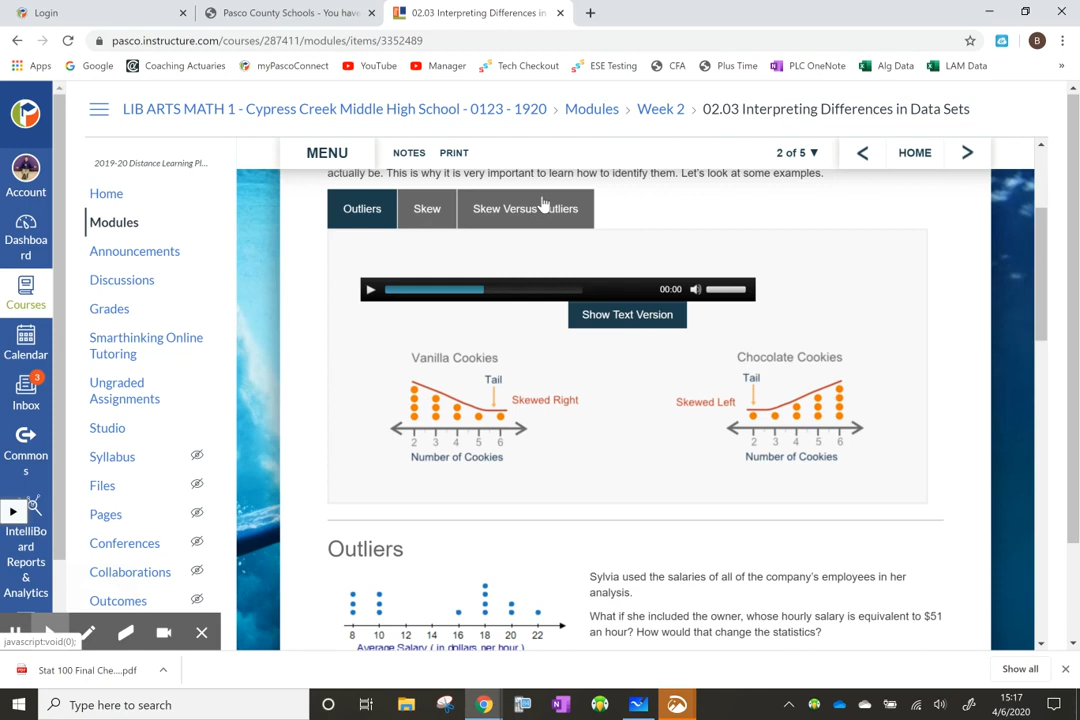 Login
Pasco County Schools - You have
02.03 Interpreting Differences in
pasco.instructure.com/courses/287411/modules/items/3352489
B
Apps
Google
Coaching Actuaries
myPascoConnect
YouTube
Manager
Tech Checkout
ESE Testing
CFA
Plus Time
PLC OneNote
Alg Data
LAM Data
»
LIB ARTS MATH 1 - Cypress Creek Middle High School - 0123 - 1920 › Modules › Week 2 › 02.03 Interpreting Differences in Data Sets
Account
Dashboa
rd
Courses
Calendar
3
Inbox
Common
s
IntelliBo
ard
Reports
&
Analytics
2019-20 Distance Learning Pl...
Home
Modules
Announcements
Discussions
Grades
Smarthinking Online
Tutoring
Ungraded
Assignments
Studio
Syllabus
Files
Pages
Conferences
Collaborations
Outcomes
MENU
NOTES
PRINT
2 of 5 ▼
HOME
actually be. This is why it is very important to learn how to identify them. Let's look at some examples.
Outliers
Skew
Skew Versus Outliers
00:00
Show Text Version
Vanilla Cookies
Tail
Skewed Right
2 3 4 5 6
Number of Cookies
Chocolate Cookies
Tail
Skewed Left
2 3 4 5 6
Number of Cookies
Outliers
8 10 12 14 16 18 20 22
Average Salary ( in dollars per hour )
Sylvia used the salaries of all of the company's employees in her
analysis.
What if she included the owner, whose hourly salary is equivalent to $51
an hour? How would that change the statistics?
javascript:void(0);
Stat 100 Final Che....pdf
Show all
Type here to search
15:17
4/6/2020